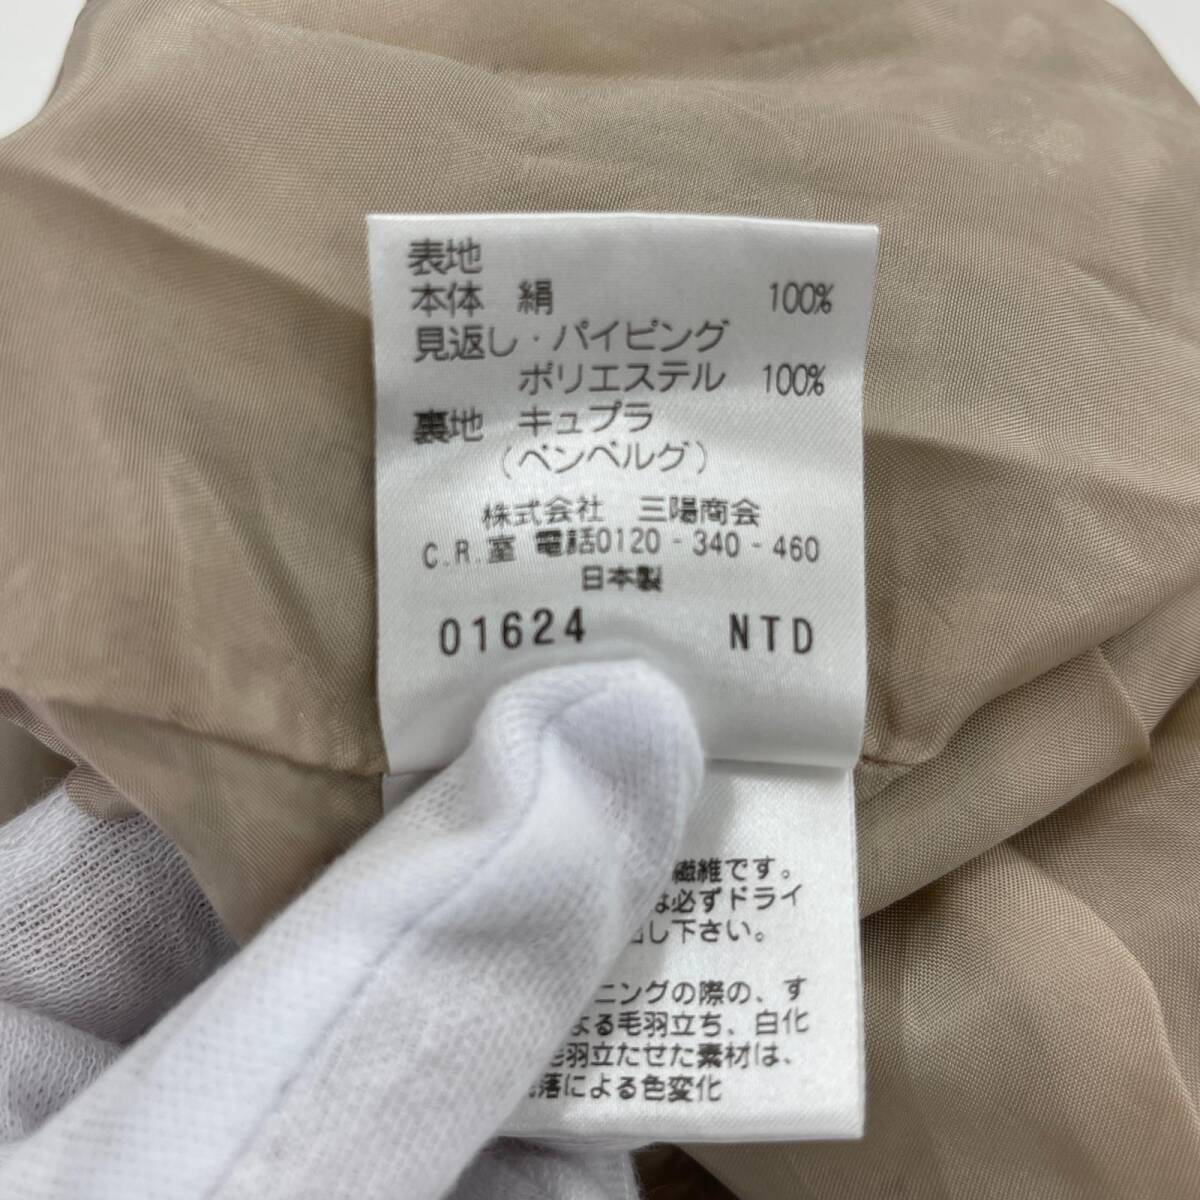 表地
本体 絹 100%
見返し・パイピング
ポリエステル 100%
裏地 キュプラ
(ベンベルグ)
株式会社 三陽商会
C.R.室 電話0120-340-460
日本製
01624 NTD
繊維です。
は必ずドライ
出し下さい。
ニングの際の、す
よる毛羽立ち、白化
毛羽立たせた素材は、
落による色変化